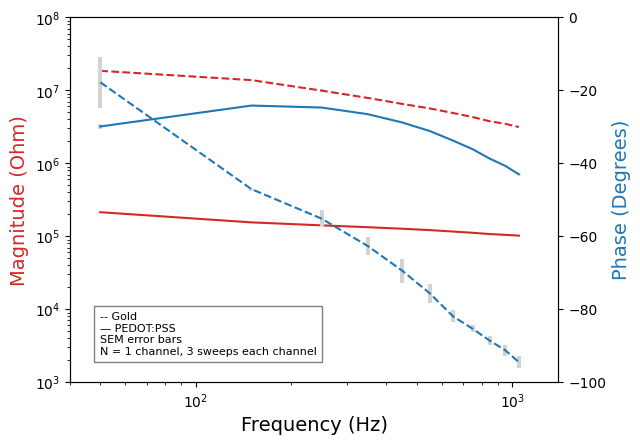 10^8
10^7
10^6
10^5
10^4
10^3
Magnitude (Ohm)
0
−20
−40
−60
−80
−100
Phase (Degrees)
-- Gold
— PEDOT:PSS
SEM error bars
N = 1 channel, 3 sweeps each channel
10^2
10^3
Frequency (Hz)